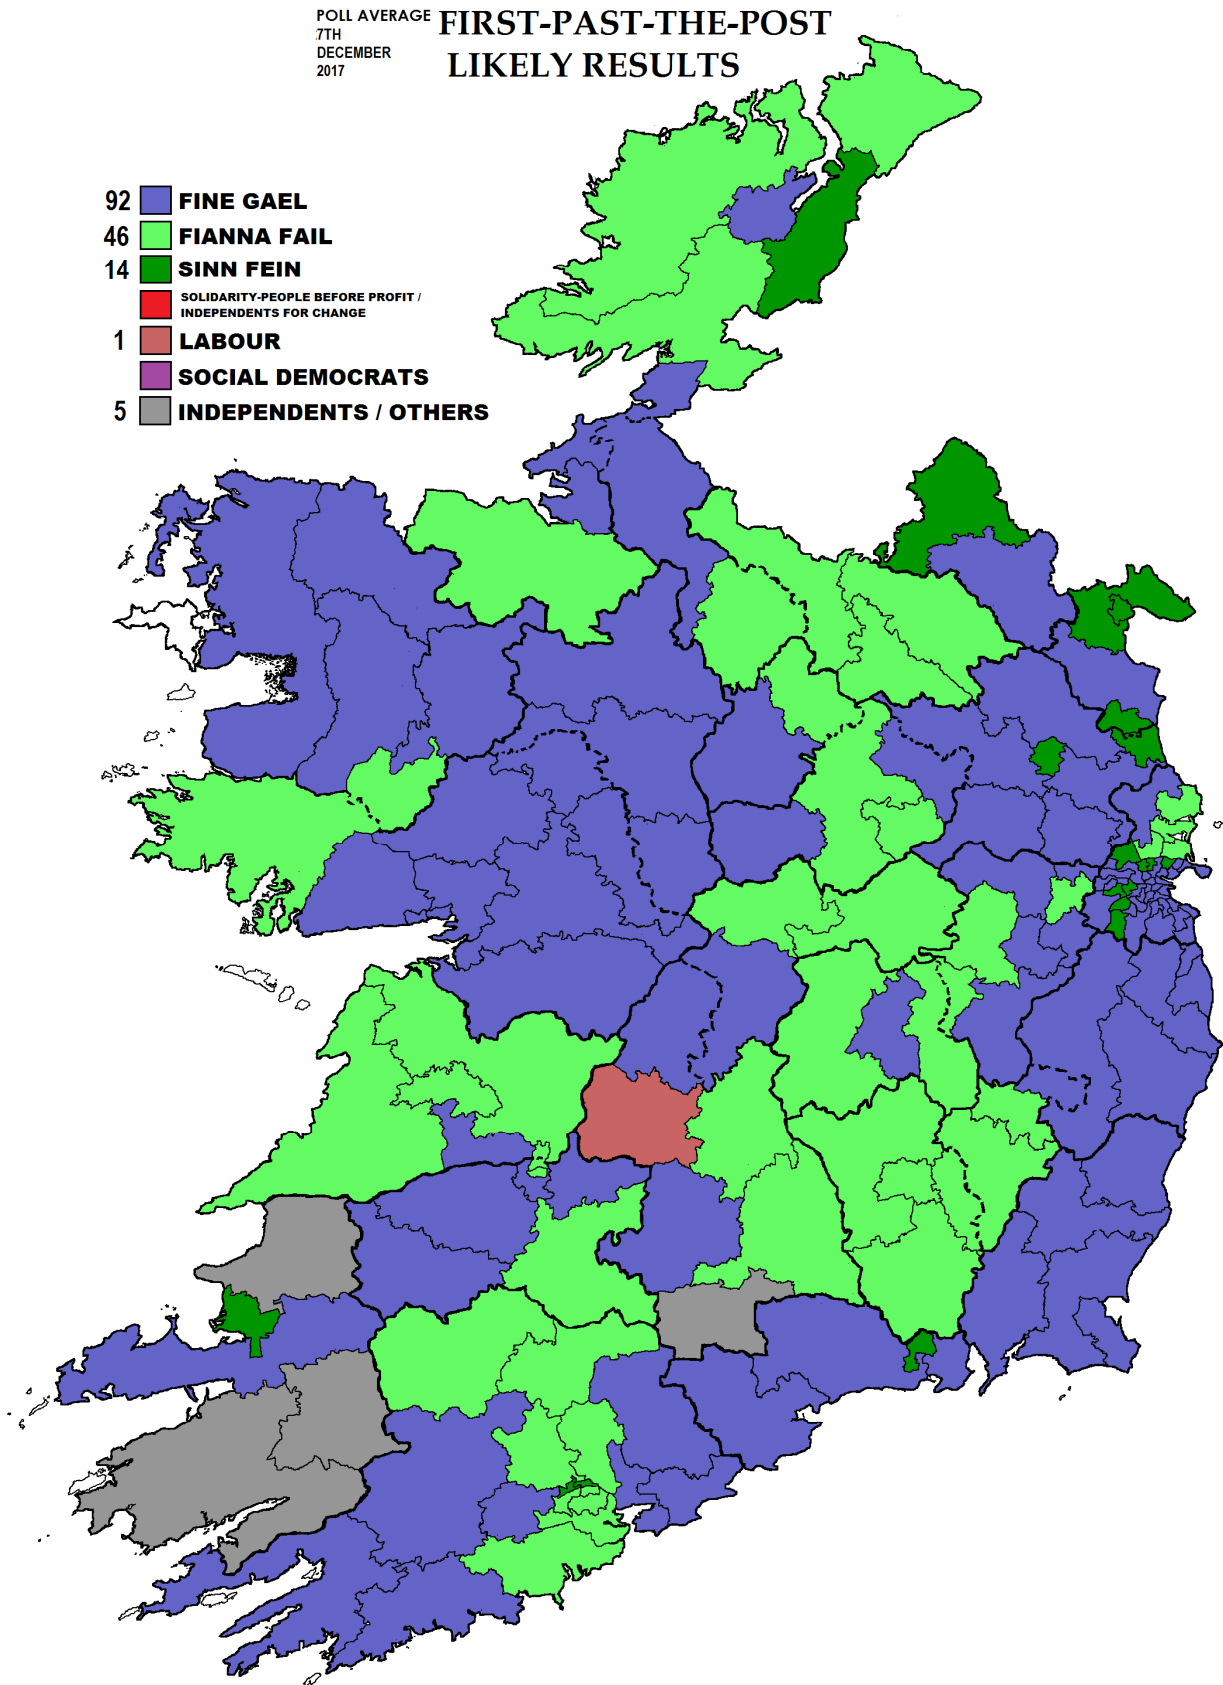 POLL AVERAGE
7TH
DECEMBER
2017
FIRST-PAST-THE-POST
LIKELY RESULTS
92 FINE GAEL
46 FIANNA FAIL
14 SINN FEIN
SOLIDARITY-PEOPLE BEFORE PROFIT /
INDEPENDENTS FOR CHANGE
1 LABOUR
SOCIAL DEMOCRATS
5 INDEPENDENTS / OTHERS